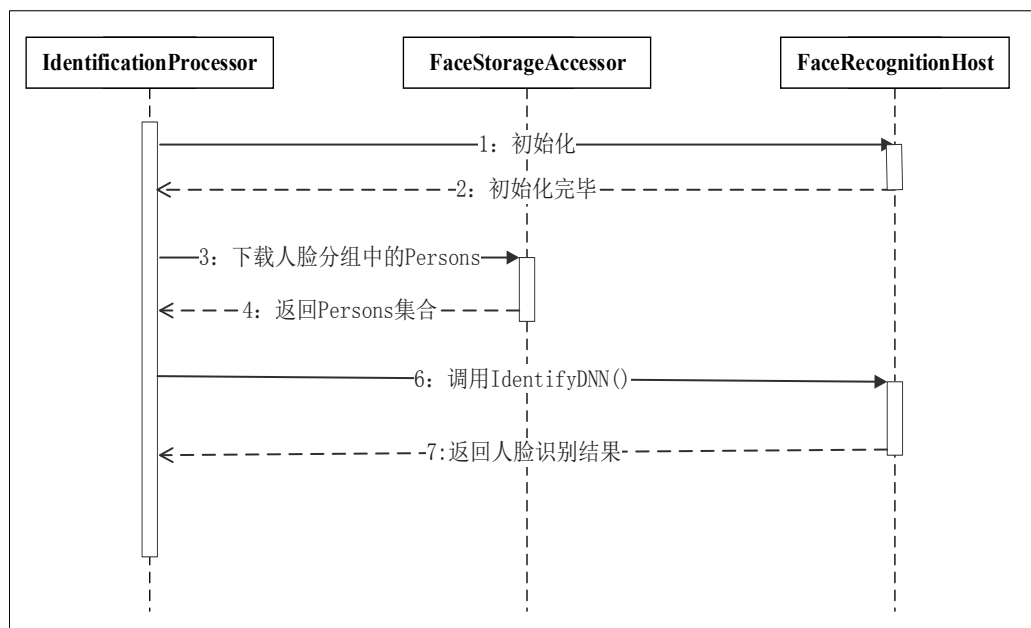 IdentificationProcessor
FaceStorageAccessor
FaceRecognitionHost
1：初始化
2：初始化完毕
3：下载人脸分组中的Persons
4：返回Persons集合
6：调用IdentifyDNN()
7:返回人脸识别结果